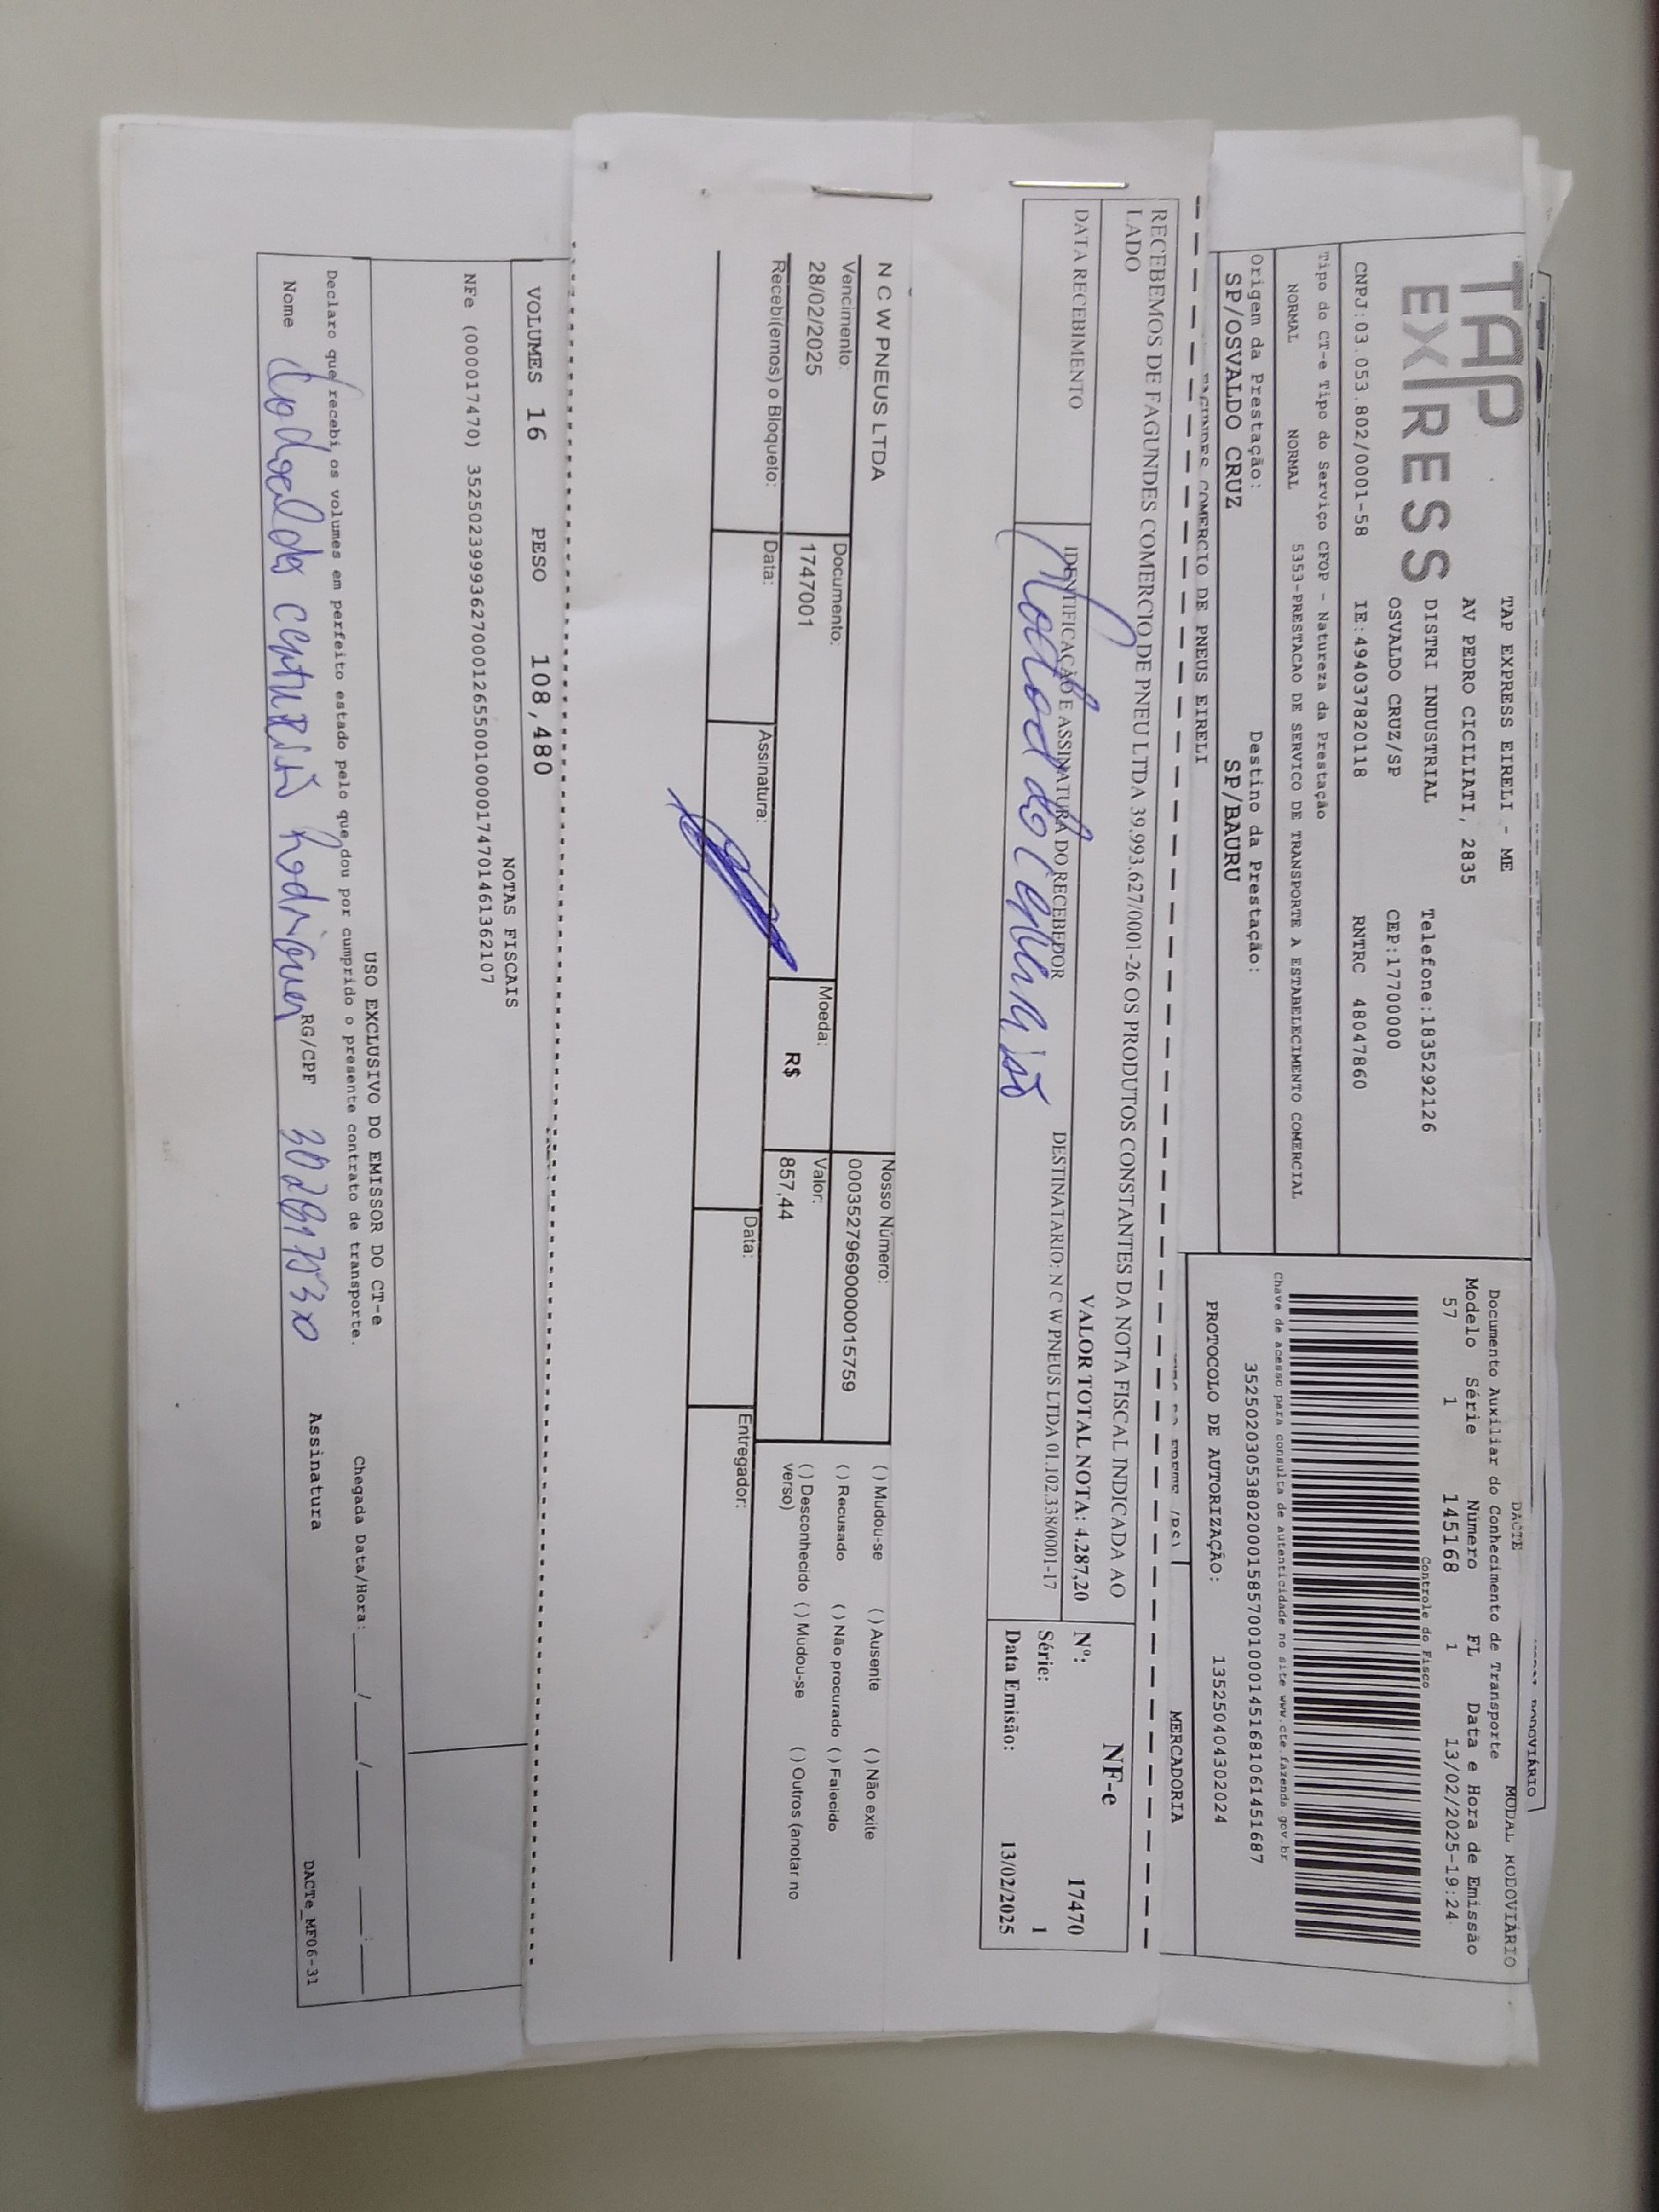 TAP
EXPRESS
TAP EXPRESS EIRELI - ME
AV PEDRO CICILIATI, 2835
DISTRI INDUSTRIAL Telefone:1835292126
OSVALDO CRUZ/SP CEP:17700000
CNPJ:03.053.802/0001-58 IE:494037820118 RNTRC 48047860
Tipo do CT-e Tipo do Serviço CFOP - Natureza da Prestação
NORMAL NORMAL 5353-PRESTACAO DE SERVICO DE TRANSPORTE A ESTABELECIMENTO COMERCIAL
Origem da Prestação: Destino da Prestação:
SP/OSVALDO CRUZ SP/BAURU
DACTE MODAL RODOVIÁRIO
Documento Auxiliar do Conhecimento de Transporte
Modelo Série Número FL Data e Hora de Emissão
57 1 145168 1 13/02/2025-19:24
Controle do Fisco
Chave de acesso para consulta de autenticidade no site www.cte.fazenda.gov.br
35250203053802000158570010001451681061451687
PROTOCOLO DE AUTORIZAÇÃO: 135250404302024
FAGUNDES COMERCIO DE PNEUS EIRELI
MERCADORIA
RECEBEMOS DE FAGUNDES COMERCIO DE PNEU LTDA 39.993.627/0001-26 OS PRODUTOS CONSTANTES DA NOTA FISCAL INDICADA AO
LADO
VALOR TOTAL NOTA: 4.287,20
DATA RECEBIMENTO
IDENTIFICAÇÃO E ASSINATURA DO RECEBEDOR
DESTINATARIO: N C W PNEUS LTDA 01.102.338/0001-17
NF-e
Nº: 17470
Série: 1
Data Emisão: 13/02/2025
N C W PNEUS LTDA
Vencimento: Documento: Nosso Número:
28/02/2025 1747001 00035279690000015759
Moeda: Valor:
R$ 857,44
Recebi(emos) o Bloqueto: Data: Assinatura: Data: Entregador:
( ) Mudou-se ( ) Ausente ( ) Não exite
( ) Recusado ( ) Não procurado ( ) Falecido
( ) Desconhecido ( ) Mudou-se ( ) Outros (anotar no
verso)
VOLUMES 16 PESO 108,480
NOTAS FISCAIS
NFe (00017470) 35250239993627000126550010000174701461362107
USO EXCLUSIVO DO EMISSOR DO CT-e
Declaro que recebi os volumes em perfeito estado pelo que dou por cumprido o presente contrato de transporte.
Chegada Data/Hora:____/____/____ ____:____
Nome RG/CPF Assinatura
DACTe_MF06-31